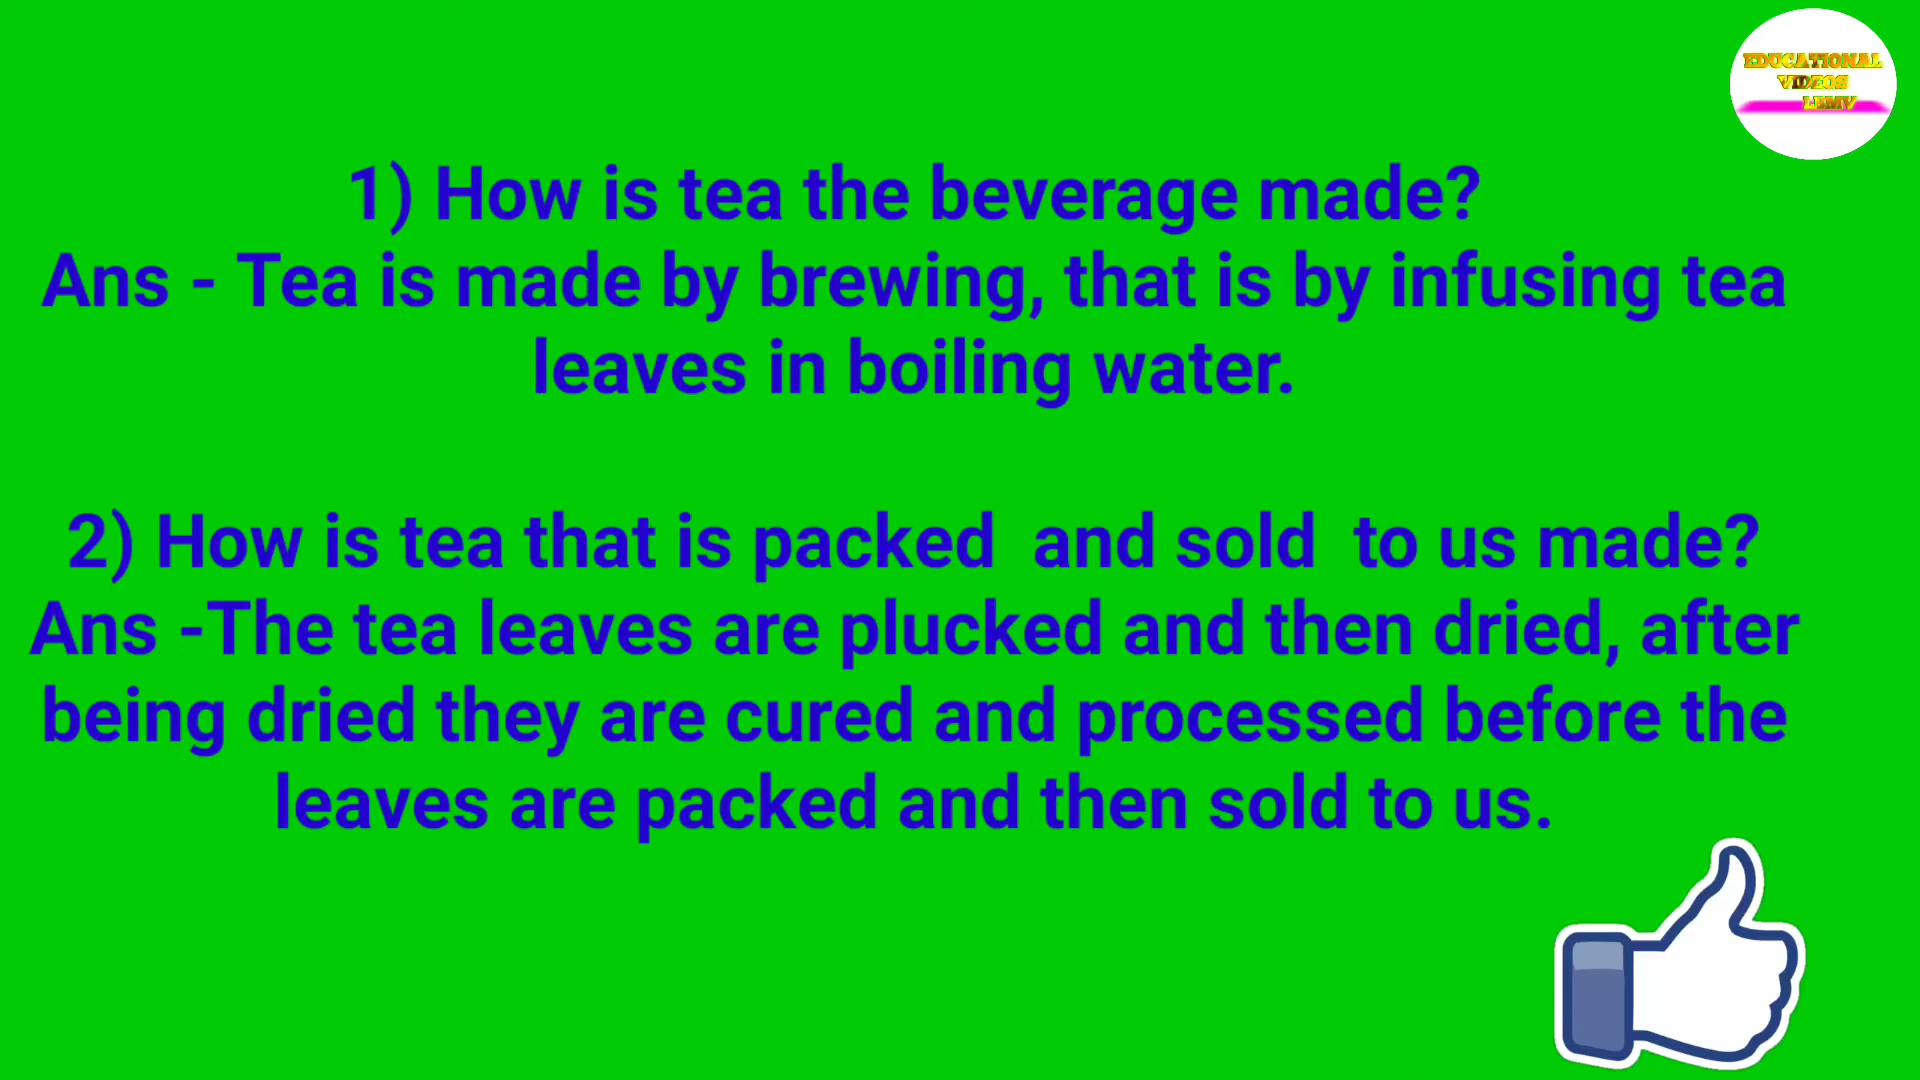 EDUCATIONAL
VIDEOS
LBMV
1) How is tea the beverage made?
Ans - Tea is made by brewing, that is by infusing tea
leaves in boiling water.
2) How is tea that is packed  and sold  to us made?
Ans -The tea leaves are plucked and then dried, after
being dried they are cured and processed before the
leaves are packed and then sold to us.